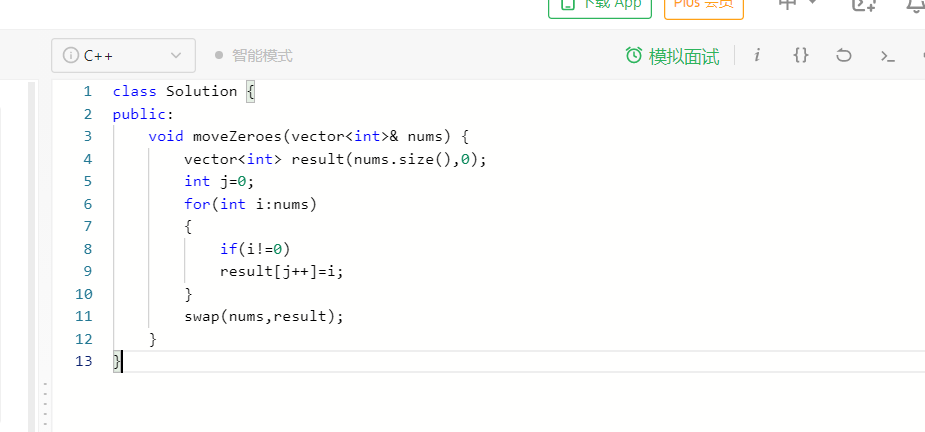 下载 App
Plus 会员
C++
智能模式
模拟面试
i
{}
>_
1 class Solution {
2 public:
3 void moveZeroes(vector<int>& nums) {
4 vector<int> result(nums.size(),0);
5 int j=0;
6 for(int i:nums)
7 {
8 if(i!=0)
9 result[j++]=i;
10 }
11 swap(nums,result);
12 }
13 }